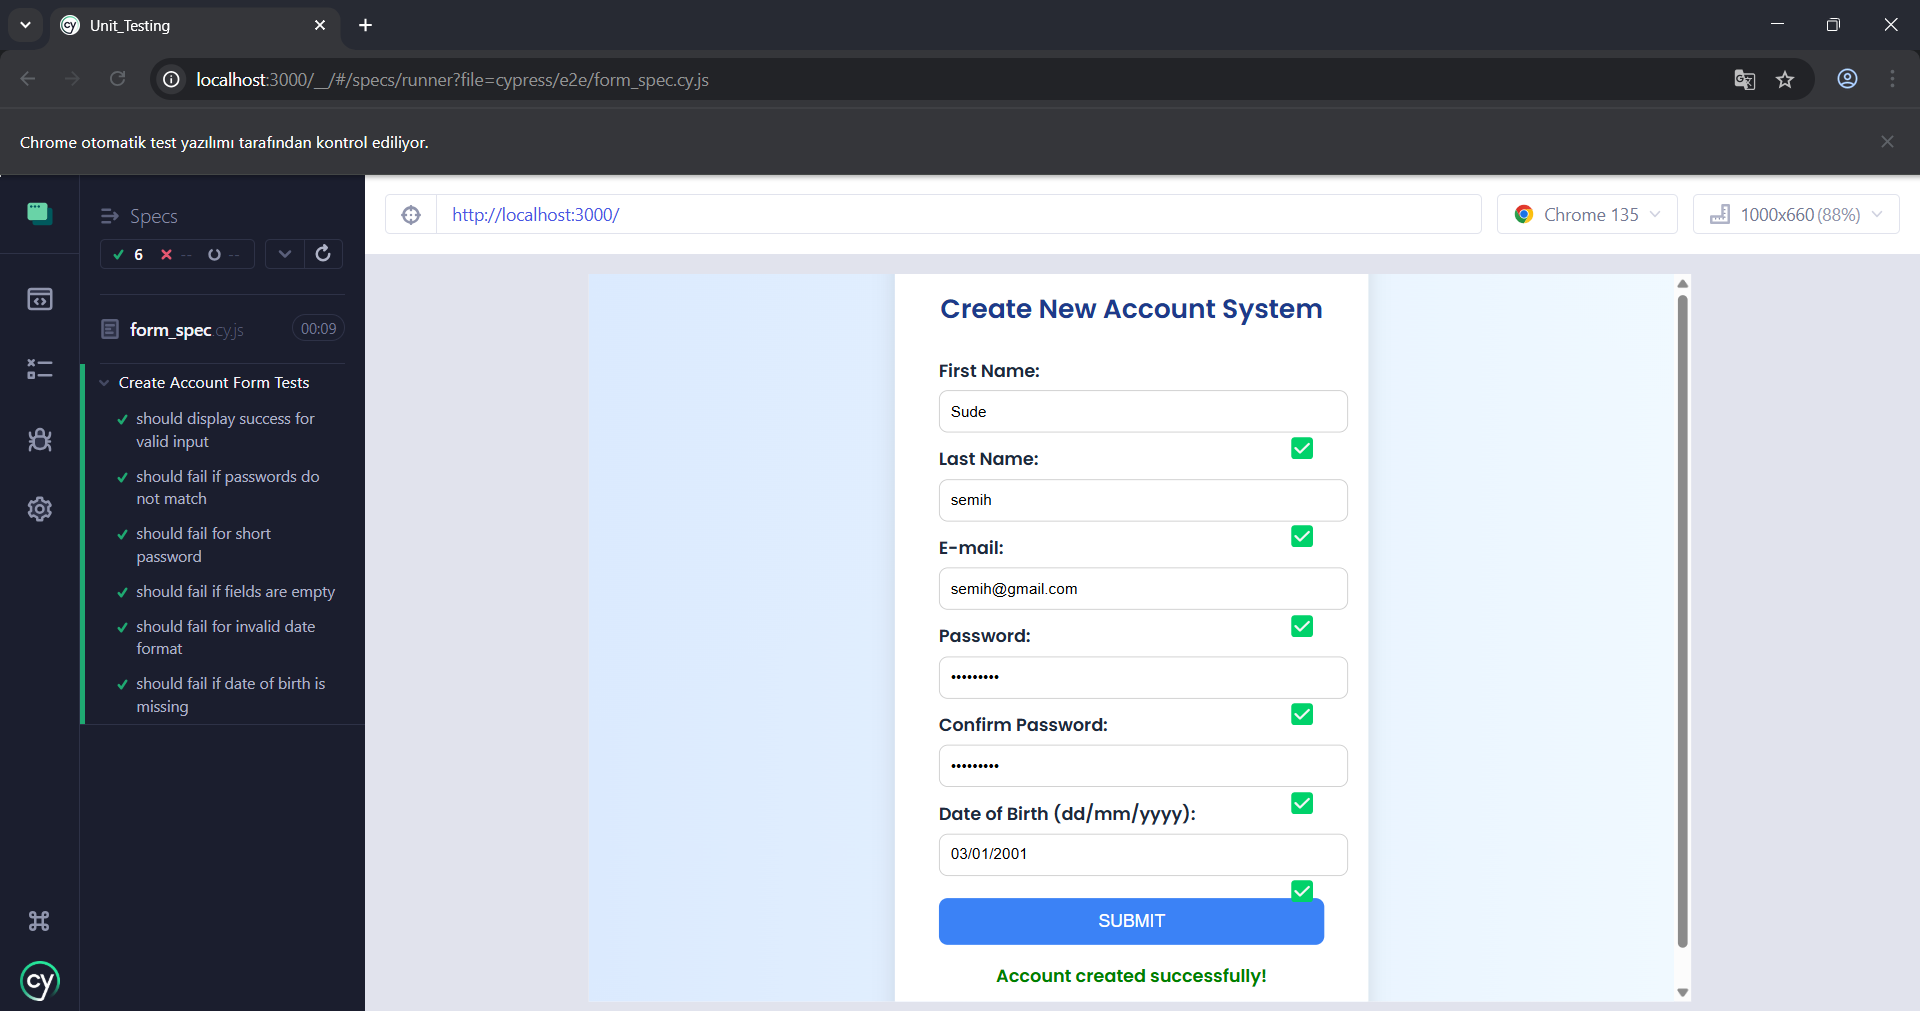 Unit_Testing
localhost:3000/__/#/specs/runner?file=cypress/e2e/form_spec.cy.js
Chrome otomatik test yazılımı tarafından kontrol ediliyor.
Specs
6 -- --
form_spec.cy.js 00:09
Create Account Form Tests
should display success for
valid input
should fail if passwords do
not match
should fail for short
password
should fail if fields are empty
should fail for invalid date
format
should fail if date of birth is
missing
cy
http://localhost:3000/
Chrome 135
1000x660 (88%)
Create New Account System
First Name:
Sude
Last Name:
semih
E-mail:
semih@gmail.com
Password:
•••••••••
Confirm Password:
•••••••••
Date of Birth (dd/mm/yyyy):
03/01/2001
SUBMIT
Account created successfully!